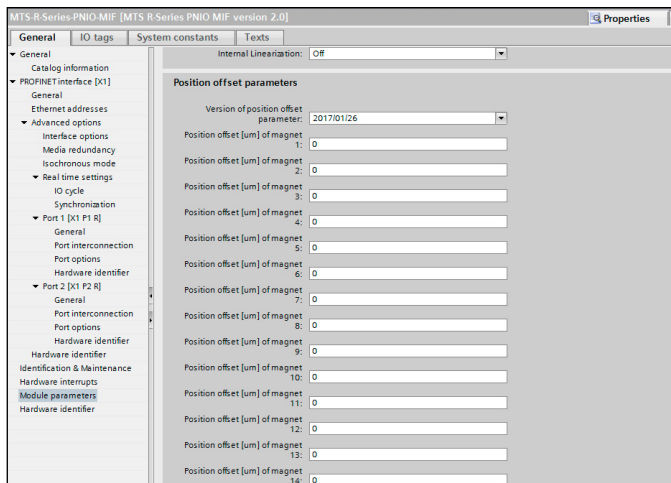 MTS-R-Series-PNIO-MIF [MTS R-Series PNIO MIF version 2.0]
Properties
General
IO tags
System constants
Texts
General
Catalog information
PROFINET interface [X1]
General
Ethernet addresses
Advanced options
Interface options
Media redundancy
Isochronous mode
Real time settings
IO cycle
Synchronization
Port 1 [X1 P1 R]
General
Port interconnection
Port options
Hardware identifier
Port 2 [X1 P2 R]
General
Port interconnection
Port options
Hardware identifier
Hardware identifier
Identification & Maintenance
Hardware interrupts
Module parameters
Hardware identifier
Internal Linearization: Off
Position offset parameters
Version of position offset
parameter: 2017/01/26
Position offset [um] of magnet
1: 0
Position offset [um] of magnet
2: 0
Position offset [um] of magnet
3: 0
Position offset [um] of magnet
4: 0
Position offset [um] of magnet
5: 0
Position offset [um] of magnet
6: 0
Position offset [um] of magnet
7: 0
Position offset [um] of magnet
8: 0
Position offset [um] of magnet
9: 0
Position offset [um] of magnet
10: 0
Position offset [um] of magnet
11: 0
Position offset [um] of magnet
12: 0
Position offset [um] of magnet
13: 0
Position offset [um] of magnet
14: 0